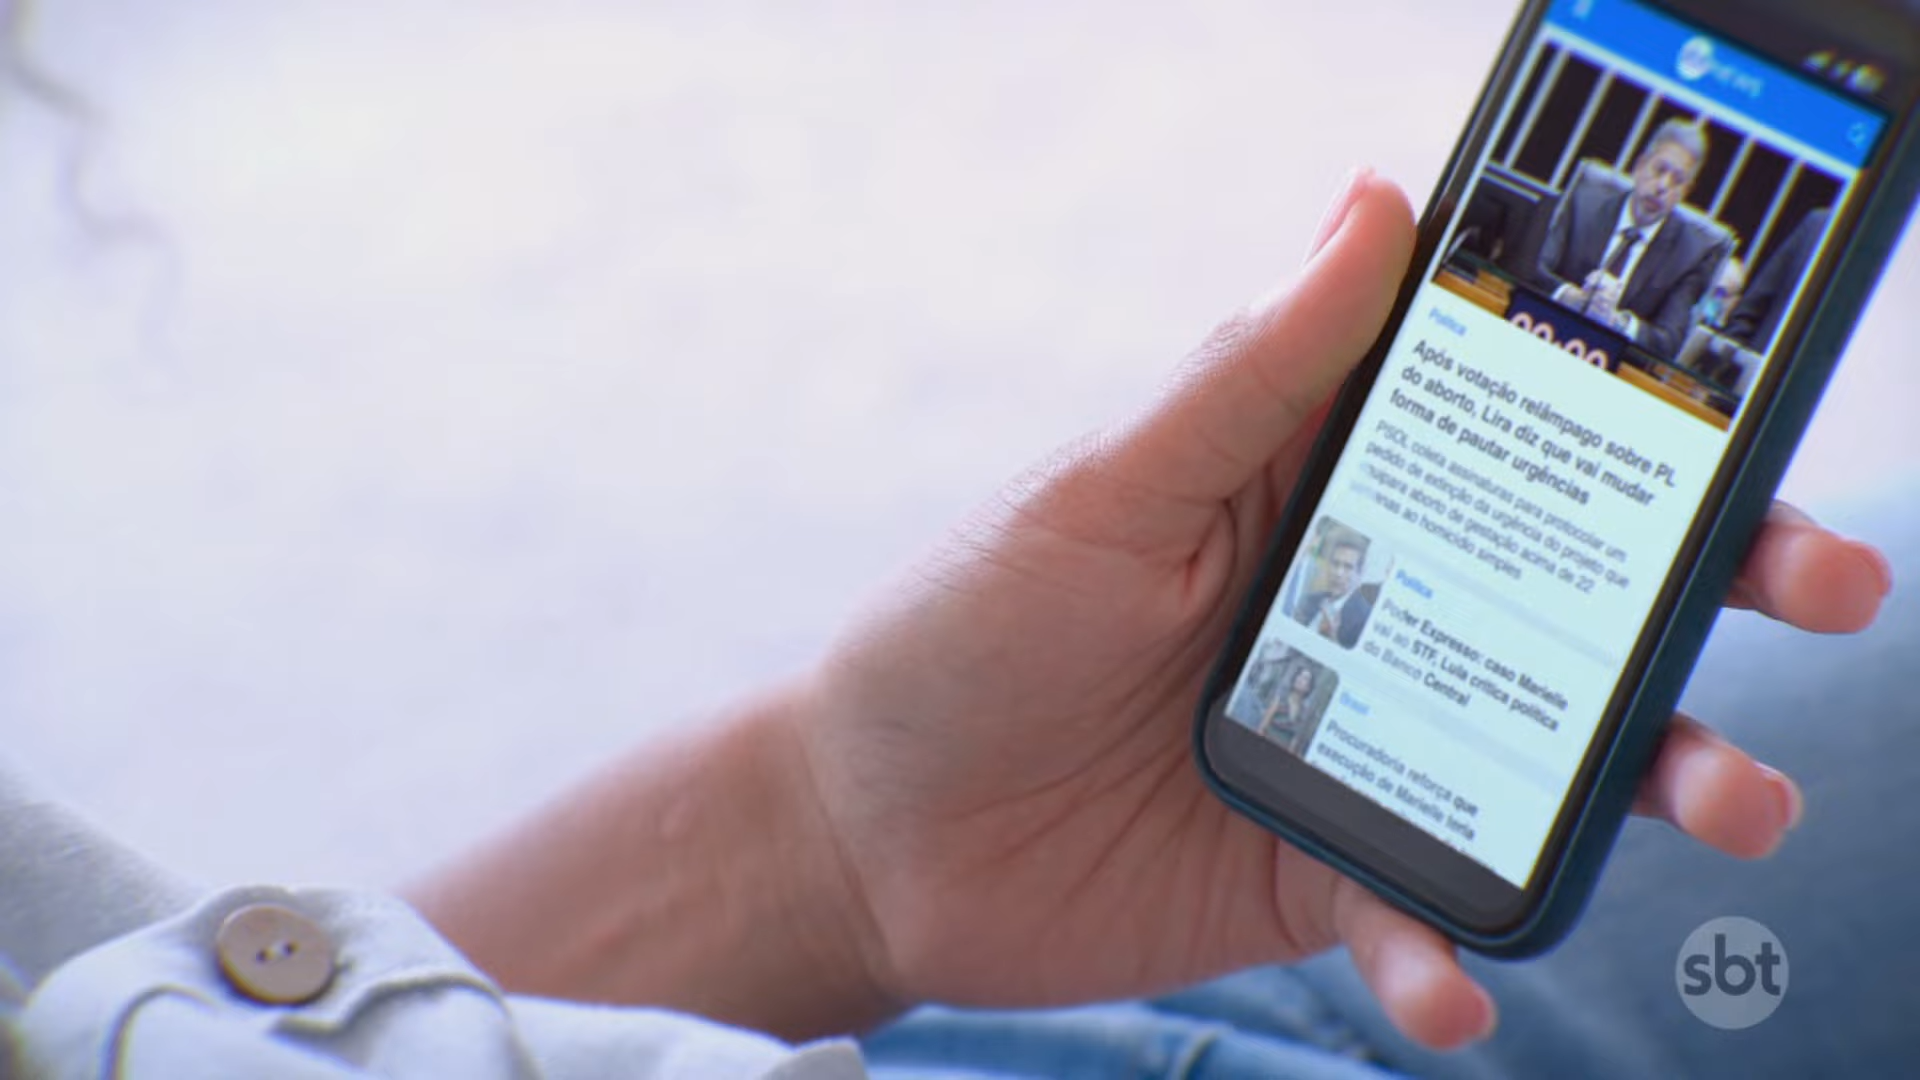 news
Política
Após votação relâmpago sobre PL
do aborto, Lira diz que vai mudar
forma de pautar urgências
PSOL coleta assinaturas para protocolar um
pedido de extinção da urgência do projeto que
aborto de gestação acima de 22
ao homicídio simples
Política
Poder Expresso: caso Marielle
vai ao STF, Lula critica política
do Banco Central
Brasil
Procuradoria reforça que
execução de Marielle teria
00:00
sbt